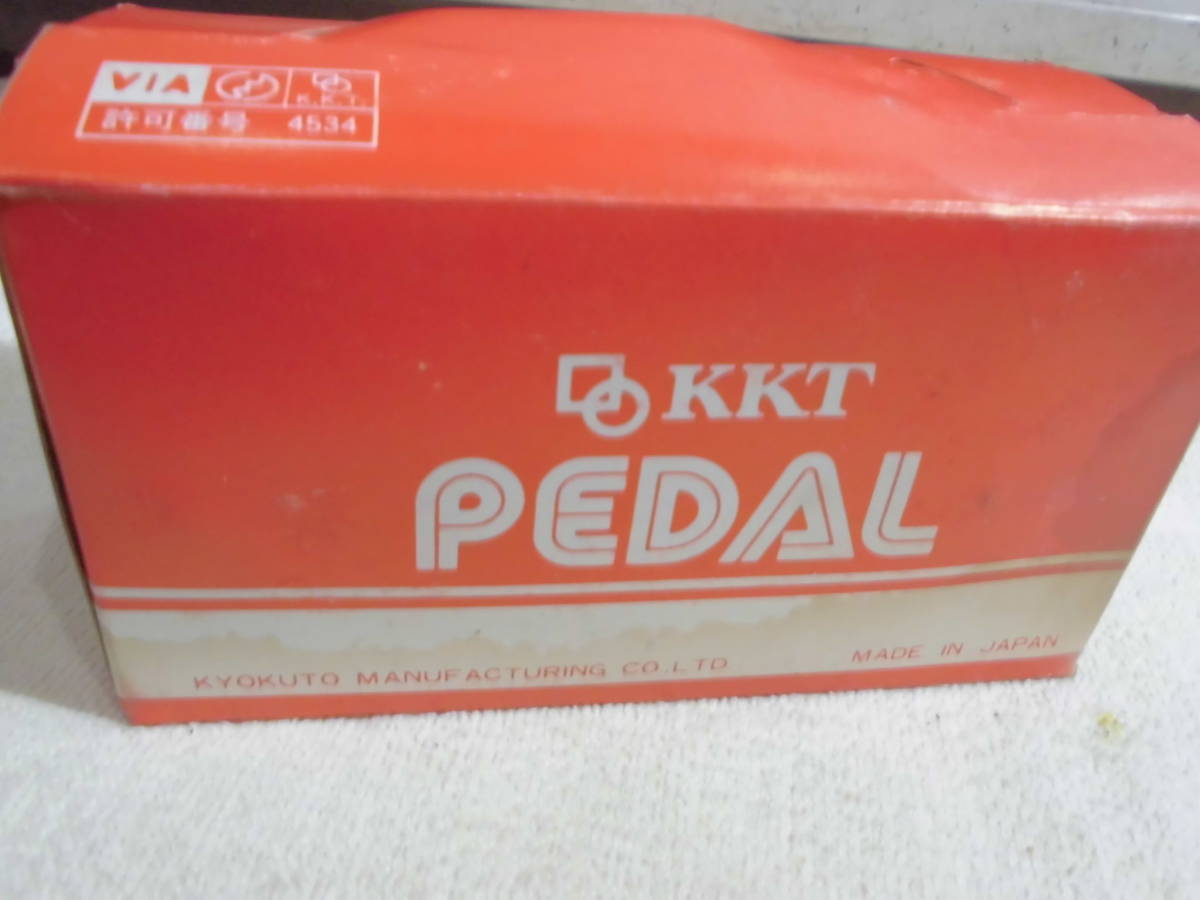 VIA K.K.T.
許可番号 4534
KKT
PEDAL
KYOKUTO MANUFACTURING CO.LTD
MADE IN JAPAN